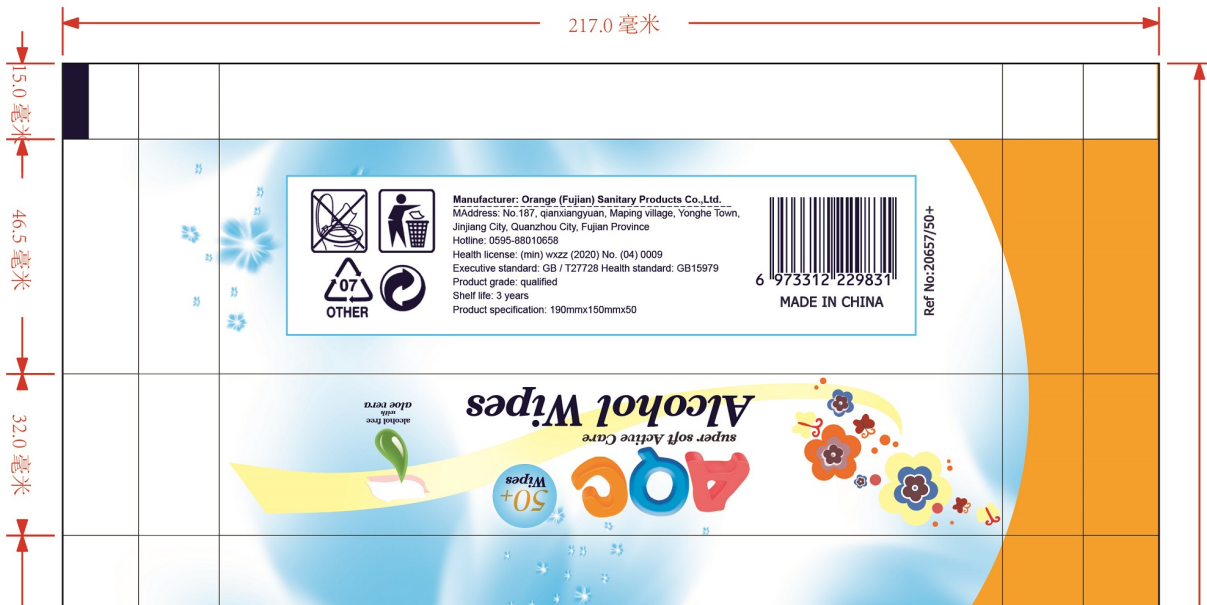 217.0 毫米
15.0 毫米
46.5 毫米
32.0 毫米
Manufacturer: Orange (Fujian) Sanitary Products Co.,Ltd.
MAddress: No.187, qianxiangyuan, Maping village, Yonghe Town,
Jinjiang City, Quanzhou City, Fujian Province
Hotline: 0595-88010658
Health license: (min) wxzz (2020) No. (04) 0009
Executive standard: GB / T27728 Health standard: GB15979
Product grade: qualified
Shelf life: 3 years
Product specification: 190mmx150mmx50
07
OTHER
6 973312 229831
MADE IN CHINA
Ref No:20657/50+
AQC
super soft Active Care
Alcohol Wipes
50+
Wipes
alcohol free
with
aloe vera